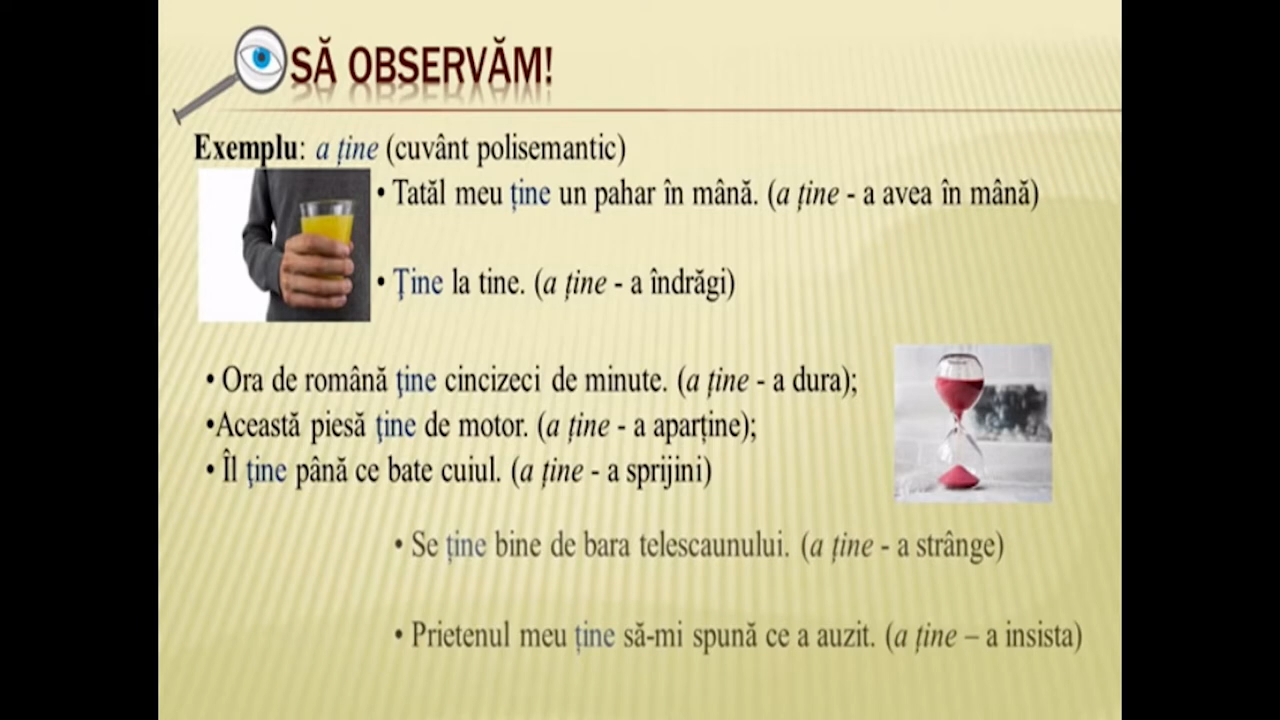 SĂ OBSERVĂM!
Exemplu: a ține (cuvânt polisemantic)
• Tatăl meu ține un pahar în mână. (a ține - a avea în mână)
• Ține la tine. (a ține - a îndrăgi)
• Ora de română ține cincizeci de minute. (a ține - a dura);
•Această piesă ține de motor. (a ține - a aparține);
• Îl ține până ce bate cuiul. (a ține - a sprijini)
• Se ține bine de bara telescaunului. (a ține - a strânge)
• Prietenul meu ține să-mi spună ce a auzit. (a ține – a insista)